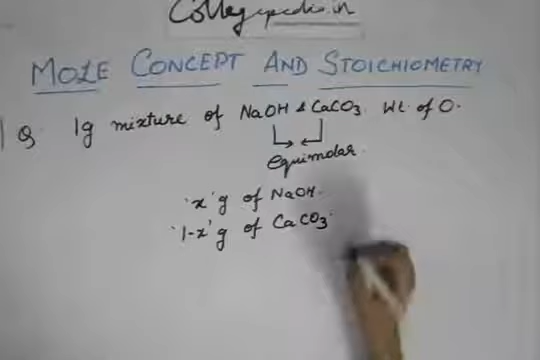 Collegepedia.in
MOLE CONCEPT AND STOICHIOMETRY
Q. 1g mixture of NaOH & CaCO3. Wt. of O.
equimolar.
'x' g of NaOH.
'1-x' g of CaCO3.